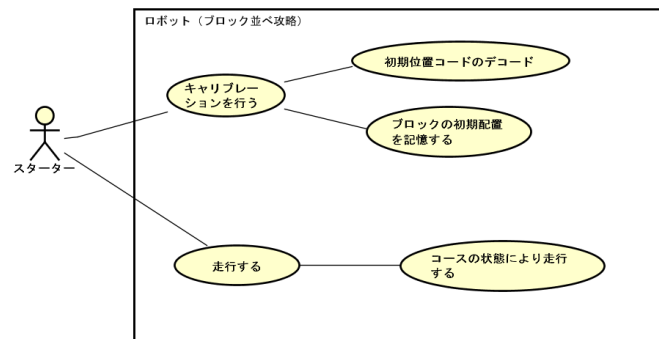 ロボット（ブロック並べ攻略）
初期位置コードのデコード
キャリブレー
ションを行う
ブロックの初期配置
を記憶する
スターター
走行する
コースの状態により走行
する